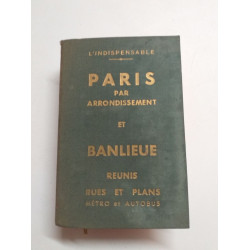 L'INDISPENSABLE
PARIS
PAR
ARRONDISSEMENT
ET
BANLIEUE
REUNIS
RUES ET PLANS
MÉTRO ET AUTOBUS